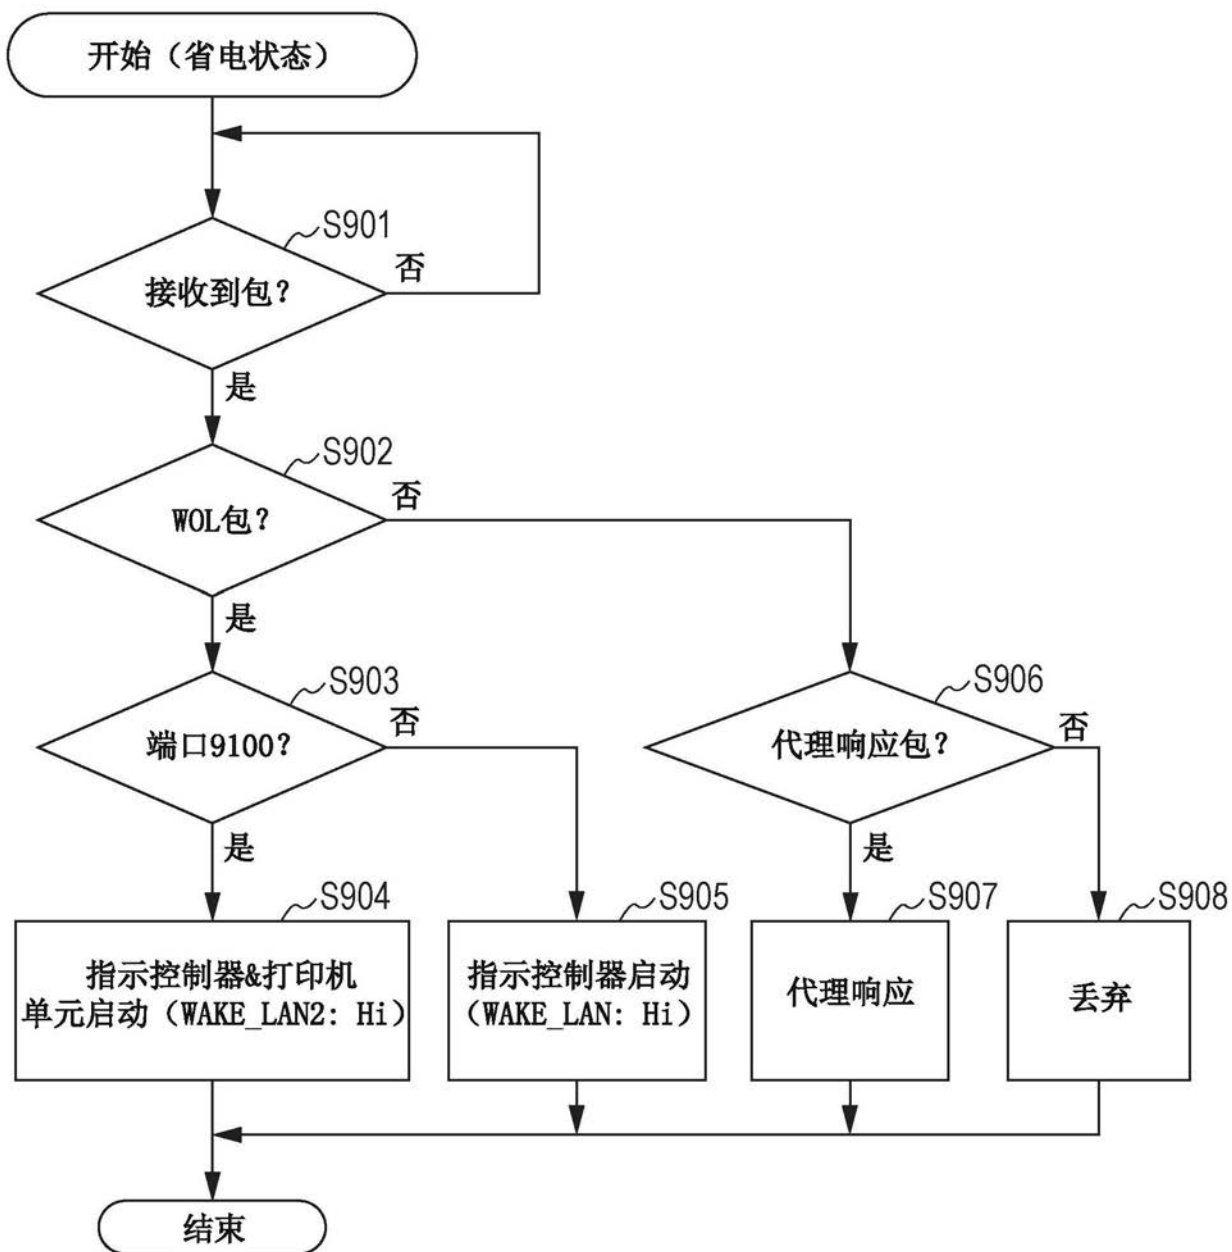 开始（省电状态）
S901
接收到包？
否
是
S902
WOL包？
否
是
S903
端口9100？
否
是
S906
代理响应包？
否
是
S904
指示控制器&打印机
单元启动（WAKE_LAN2: Hi）
S905
指示控制器启动
（WAKE_LAN: Hi）
S907
代理响应
S908
丢弃
结束